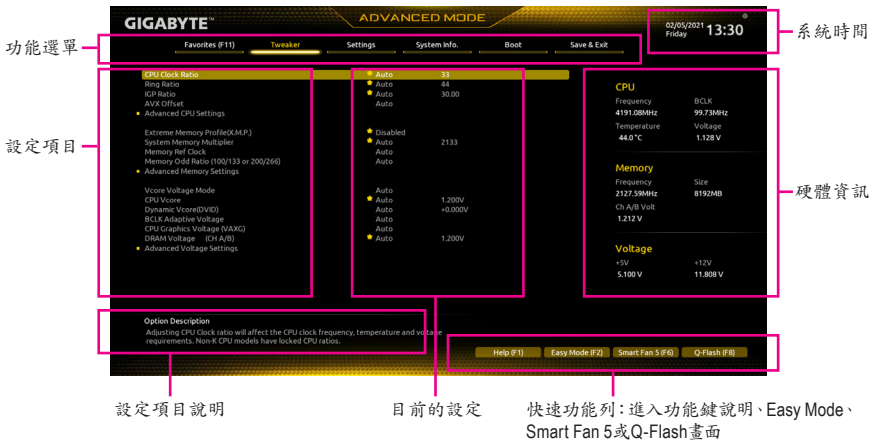 GIGABYTE™
ADVANCED MODE
02/05/2021 Friday 13:30
系統時間
功能選單
Favorites (F11) Tweaker Settings System Info. Boot Save & Exit
設定項目
CPU Clock Ratio Auto 33
Ring Ratio Auto 44
IGP Ratio Auto 30.00
AVX Offset Auto
Advanced CPU Settings
Extreme Memory Profile(X.M.P.) Disabled
System Memory Multiplier Auto 2133
Memory Ref Clock Auto
Memory Odd Ratio (100/133 or 200/266) Auto
Advanced Memory Settings
Vcore Voltage Mode Auto
CPU Vcore Auto 1.200V
Dynamic Vcore(DVID) Auto +0.000V
BCLK Adaptive Voltage Auto
CPU Graphics Voltage (VAXG) Auto
DRAM Voltage (CH A/B) Auto 1.200V
Advanced Voltage Settings
CPU
Frequency BCLK
4191.08MHz 99.73MHz
Temperature Voltage
44.0 °C 1.128 V
Memory
Frequency Size
2127.59MHz 8192MB
Ch A/B Volt
1.212 V
Voltage
+5V +12V
5.100 V 11.808 V
硬體資訊
Option Description
Adjusting CPU Clock ratio will affect the CPU clock frequency, temperature and voltage
requirements. Non-K CPU models have locked CPU ratios.
Help (F1) Easy Mode (F2) Smart Fan 5 (F6) Q-Flash (F8)
設定項目說明
目前的設定
快速功能列：進入功能鍵說明、Easy Mode、
Smart Fan 5或Q-Flash畫面